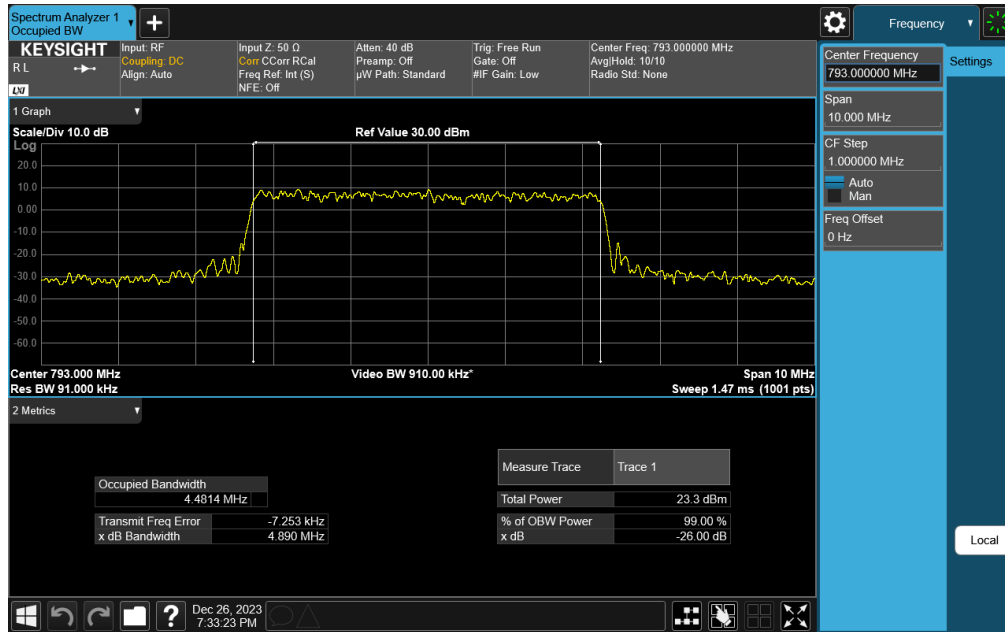 Spectrum Analyzer 1
Occupied BW
Frequency
KEYSIGHT
R L
LXI
Input: RF
Coupling: DC
Align: Auto
Input Z: 50 Ω
Corr CCorr RCal
Freq Ref: Int (S)
NFE: Off
Atten: 40 dB
Preamp: Off
µW Path: Standard
Trig: Free Run
Gate: Off
#IF Gain: Low
Center Freq: 793.000000 MHz
Avg|Hold: 10/10
Radio Std: None
Center Frequency
793.000000 MHz
Settings
Span
10.000 MHz
CF Step
1.000000 MHz
Auto
Man
Freq Offset
0 Hz
Local
1 Graph
Scale/Div 10.0 dB
Ref Value 30.00 dBm
Log
20.0
10.0
0.00
-10.0
-20.0
-30.0
-40.0
-50.0
-60.0
Center 793.000 MHz
Video BW 910.00 kHz*
Span 10 MHz
Res BW 91.000 kHz
Sweep 1.47 ms (1001 pts)
2 Metrics
Measure Trace Trace 1
Occupied Bandwidth
4.4814 MHz
Total Power 23.3 dBm
Transmit Freq Error -7.253 kHz
% of OBW Power 99.00 %
x dB Bandwidth 4.890 MHz
x dB -26.00 dB
?
Dec 26, 2023
7:33:23 PM